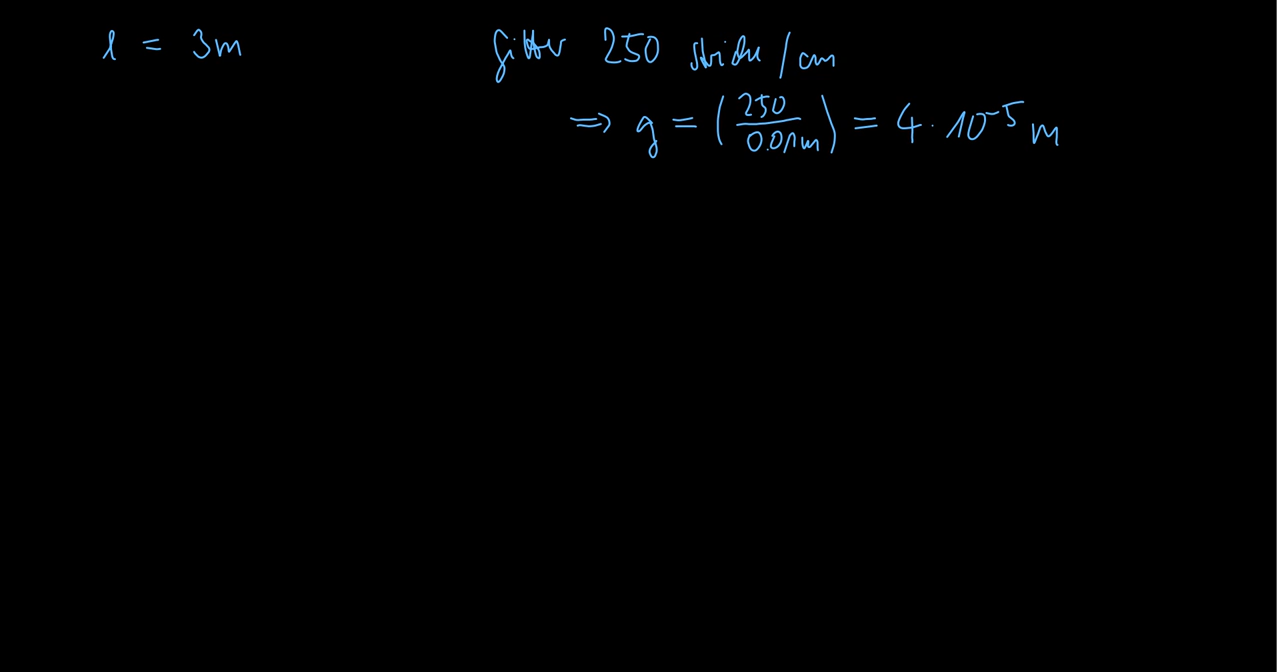 l = 3m
Gitter 250 striche/cm
⇒ g = (250/0.01m) = 4 · 10⁻⁵ m